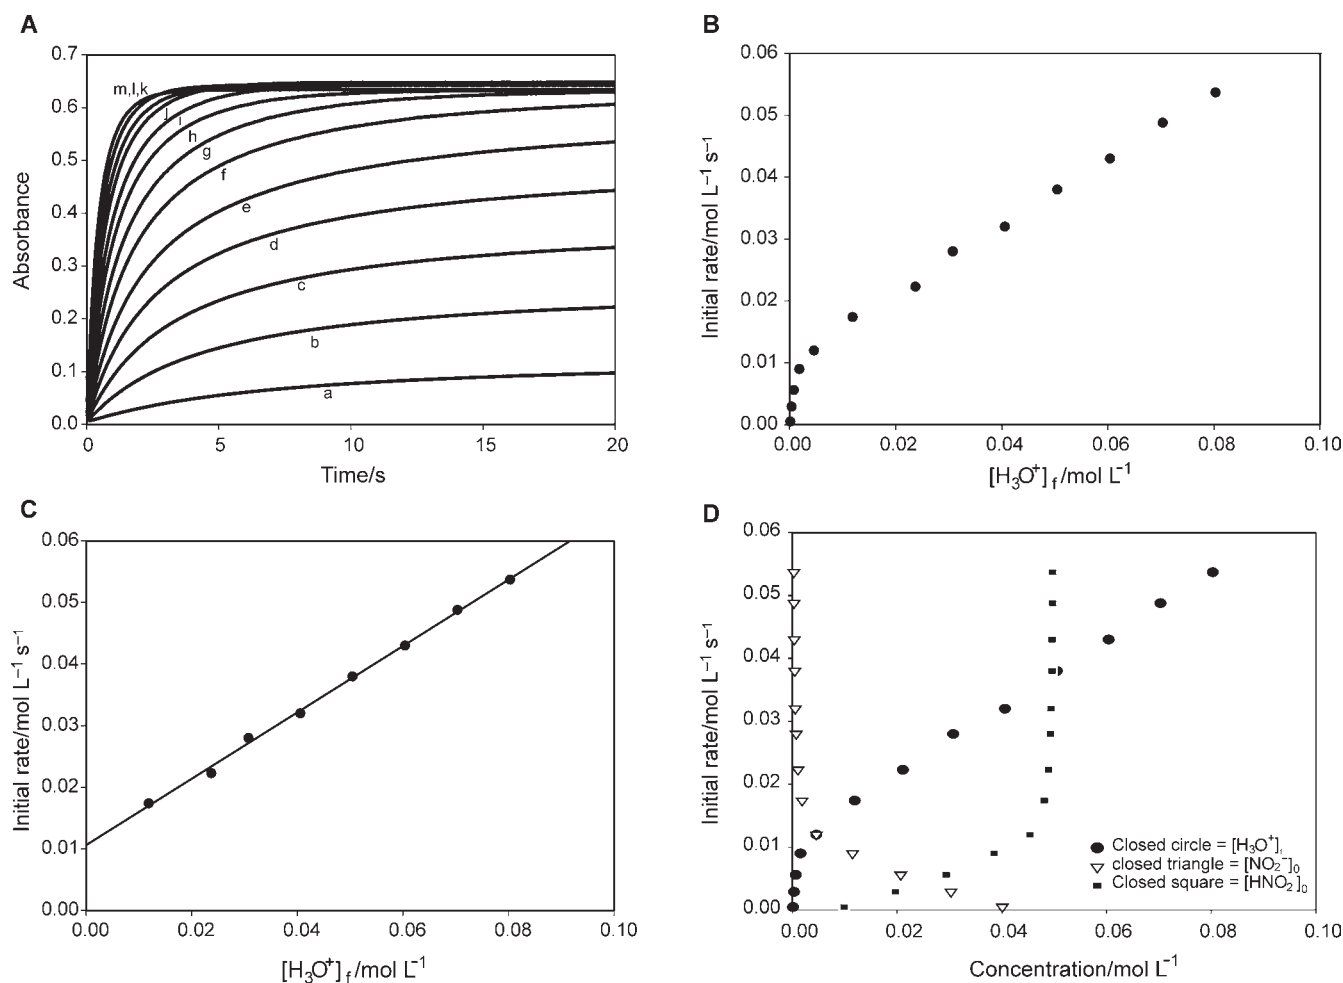 A
0.7
0.6
0.5
0.4
0.3
0.2
0.1
0.0
Absorbance
m,l,k
j
i
h
g
f
e
d
c
b
a
0
5
10
15
20
Time/s
B
0.06
0.05
0.04
0.03
0.02
0.01
0.00
Initial rate/mol L⁻¹ s⁻¹
0.00
0.02
0.04
0.06
0.08
0.10
[H₃O⁺]f/mol L⁻¹
C
0.06
0.05
0.04
0.03
0.02
0.01
0.00
Initial rate/mol L⁻¹ s⁻¹
0.00
0.02
0.04
0.06
0.08
0.10
[H₃O⁺]f/mol L⁻¹
D
0.06
0.05
0.04
0.03
0.02
0.01
0.00
Initial rate/mol L⁻¹ s⁻¹
Closed circle = [H₃O⁺]f
closed triangle = [NO₂⁻]₀
Closed square = [HNO₂]₀
0.00
0.02
0.04
0.06
0.08
0.10
Concentration/mol L⁻¹